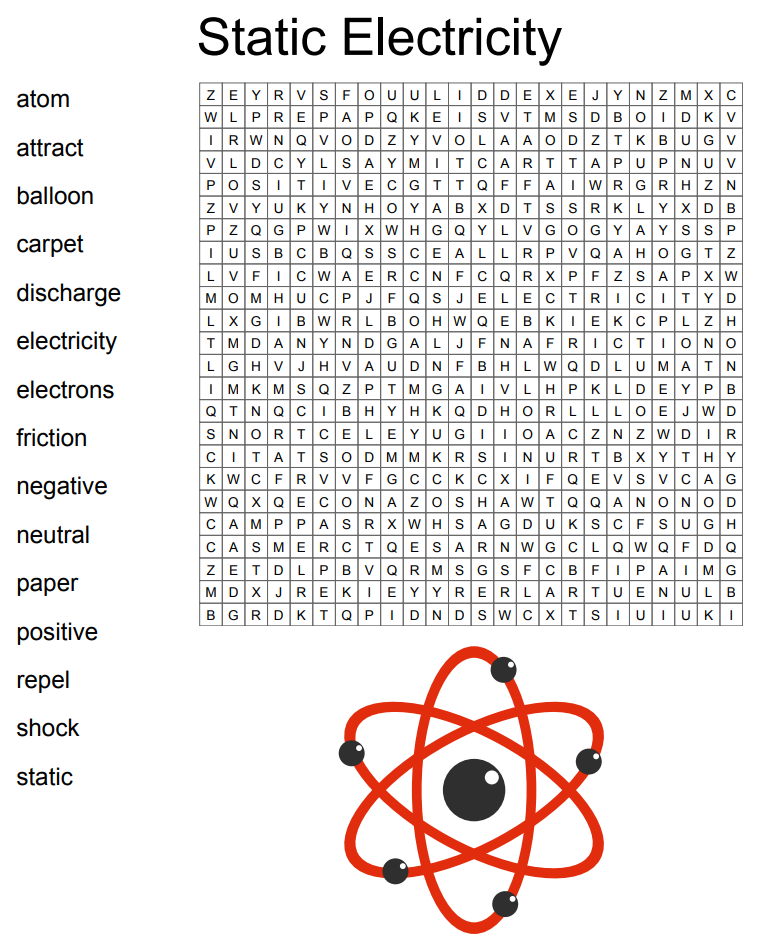 Static Electricity
atom
attract
balloon
carpet
discharge
electricity
electrons
friction
negative
neutral
paper
positive
repel
shock
static
Z E Y R V S F O U U L I D D E X E J Y N Z M X C
W L P R E P A P Q K E I S V T M S D B O I D K V
I R W N Q V O D Z Y V O L A A O D Z T K B U G V
V L D C Y L S A Y M I T C A R T T A P U P N U V
P O S I T I V E C G T T Q F F A I W R G R H Z N
Z V Y U K Y N H O Y A B X D T S S R K L Y X D B
P Z Q G P W I X W H G Q Y L V G O G Y A Y S S P
I U S B C B Q S S C E A L L R P V Q A H O G T Z
L V F I C W A E R C N F C Q R X P F Z S A P X W
M O M H U C P J F Q S J E L E C T R I C I T Y D
L X G I B W R L B O H W Q E B K I E K C P L Z H
T M D A N Y N D G A L J F N A F R I C T I O N O
L G H V J H V A U D N F B H L W Q D L U M A T N
I M K M S Q Z P T M G A I V L H P K L D E Y P B
Q T N Q C I B H Y H K Q D H O R L L L O E J W D
S N O R T C E L E Y U G I I O A C Z N Z W D I R
C I T A T S O D M M K R S I N U R T B X Y T H Y
K W C F R V V F G C C K C X I F Q E V S V C A G
W Q X Q E C O N A Z O S H A W T Q Q A N O N O D
C A M P P A S R X W H S A G D U K S C F S U G H
C A S M E R C T Q E S A R N W G C L Q W Q F D Q
Z E T D L P B V Q R M S G S F C B F I P A I M G
M D X J R E K I E Y Y R E R L A R T U E N U L B
B G R D K T Q P I D N D S W C X T S I U I U K I